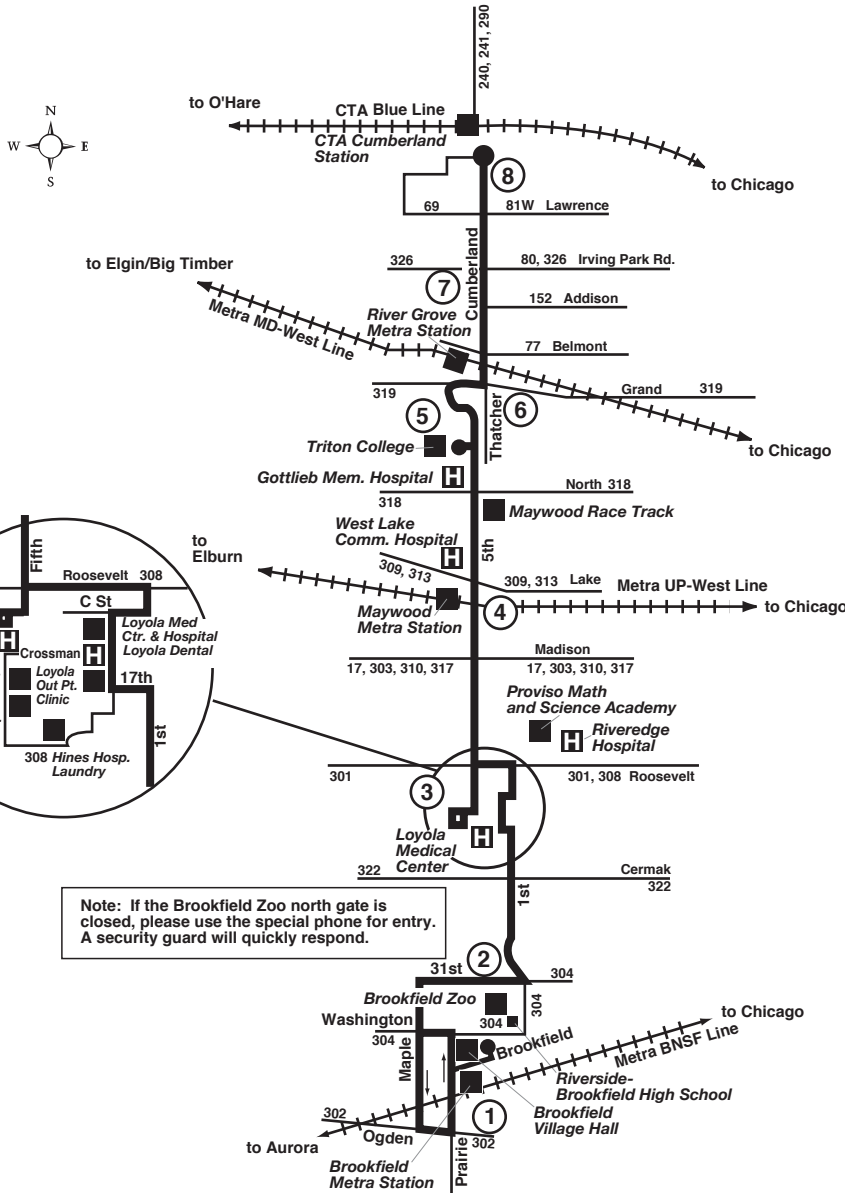 240, 241, 290
to O'Hare
CTA Blue Line
CTA Cumberland
Station
to Chicago
N
W
E
S
8
69
81W Lawrence
Cumberland
326
80, 326 Irving Park Rd.
7
to Elgin/Big Timber
Metra MD-West Line
152 Addison
River Grove
Metra Station
77 Belmont
319
Grand 319
5
6
Thatcher
to Chicago
Triton College
Gottlieb Mem. Hospital
H
318
North 318
Maywood Race Track
West Lake
Comm. Hospital
H
5th
to
Elburn
309, 313
309, 313 Lake
Metra UP-West Line
to Chicago
Maywood
Metra Station
4
Madison
17, 303, 310, 317
17, 303, 310, 317
Proviso Math
and Science Academy
H
Riveredge
Hospital
301
301, 308 Roosevelt
3
Loyola
Medical
Center
H
322
Cermak
322
1st
Fifth
Roosevelt 308
C St
Loyola Med
Ctr. & Hospital
Loyola Dental
H
Crossman
H
Loyola
Out Pt.
Clinic
17th
1st
308 Hines Hosp.
Laundry
Note: If the Brookfield Zoo north gate is
closed, please use the special phone for entry.
A security guard will quickly respond.
2
31st
304
Brookfield Zoo
304
304
Washington
304
Maple
Brookfield
to Chicago
Metra BNSF Line
Riverside-
Brookfield High School
Brookfield
Village Hall
1
302
302
Ogden
to Aurora
Prairie
Brookfield
Metra Station